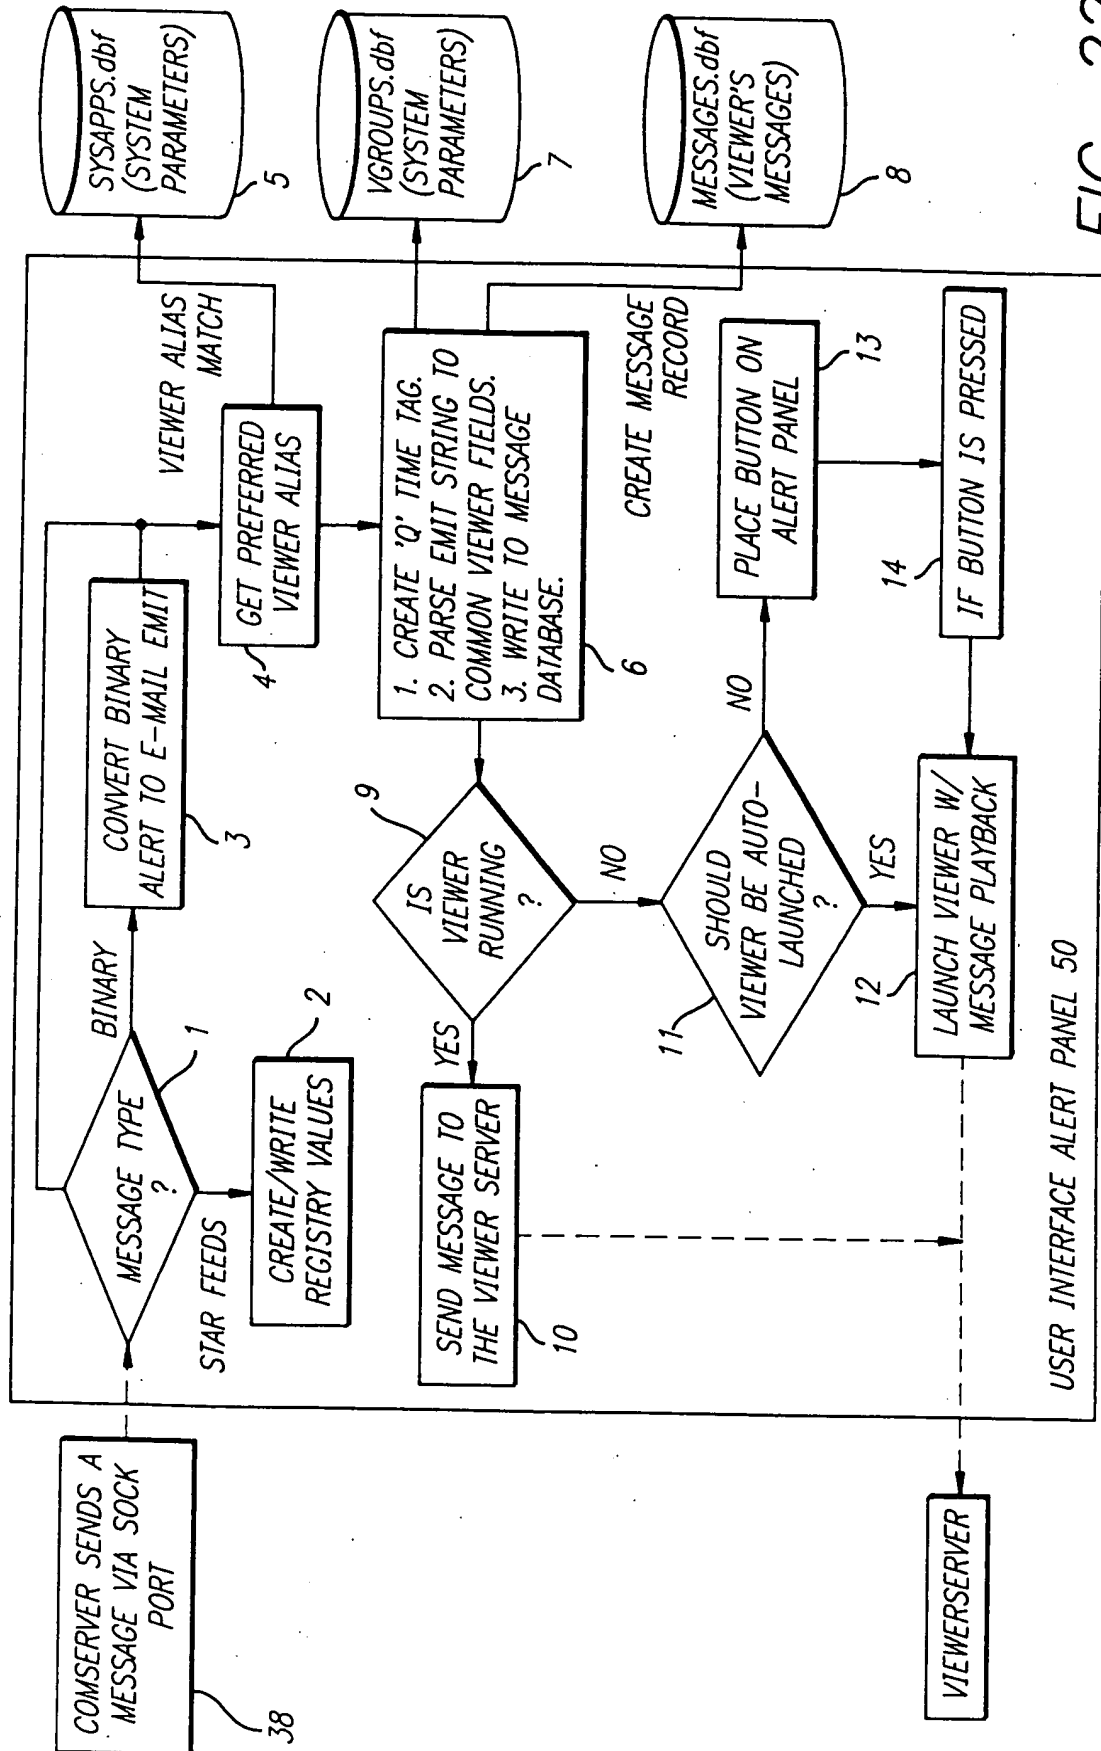 COMSERVER SENDS A
MESSAGE VIA SOCK
PORT
38
MESSAGE TYPE
?
1
BINARY
STAR FEEDS
CREATE/WRITE
REGISTRY VALUES
2
CONVERT BINARY
ALERT TO E-MAIL EMIT
3
GET PREFERRED
VIEWER ALIAS
4
VIEWER ALIAS
MATCH
SYSAPPS.dbf
(SYSTEM
PARAMETERS)
5
1. CREATE 'Q' TIME TAG.
2. PARSE EMIT STRING TO
COMMON VIEWER FIELDS.
3. WRITE TO MESSAGE
DATABASE.
6
VGROUPS.dbf
(SYSTEM
PARAMETERS)
7
CREATE MESSAGE
RECORD
MESSAGES.dbf
(VIEWER'S
MESSAGES)
8
IS
VIEWER
RUNNING
?
9
YES
NO
SEND MESSAGE TO
THE VIEWER SERVER
10
SHOULD
VIEWER BE AUTO-
LAUNCHED
?
11
NO
YES
PLACE BUTTON ON
ALERT PANEL
13
IF BUTTON IS PRESSED
14
LAUNCH VIEWER W/
MESSAGE PLAYBACK
12
USER INTERFACE ALERT PANEL 50
VIEWERSERVER
FIG.